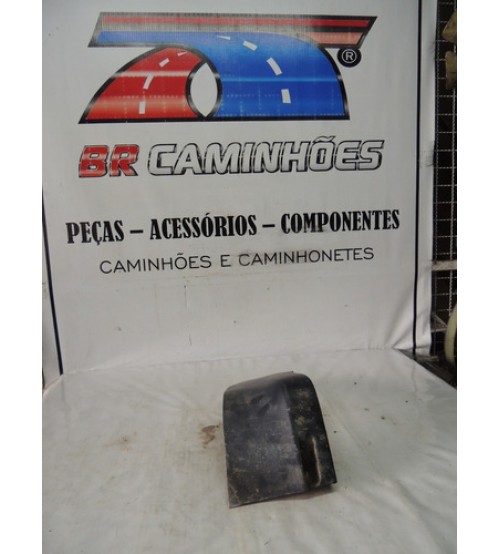 ®
BR CAMINHÕES
PEÇAS – ACESSÓRIOS – COMPONENTES
CAMINHÕES E CAMINHONETES